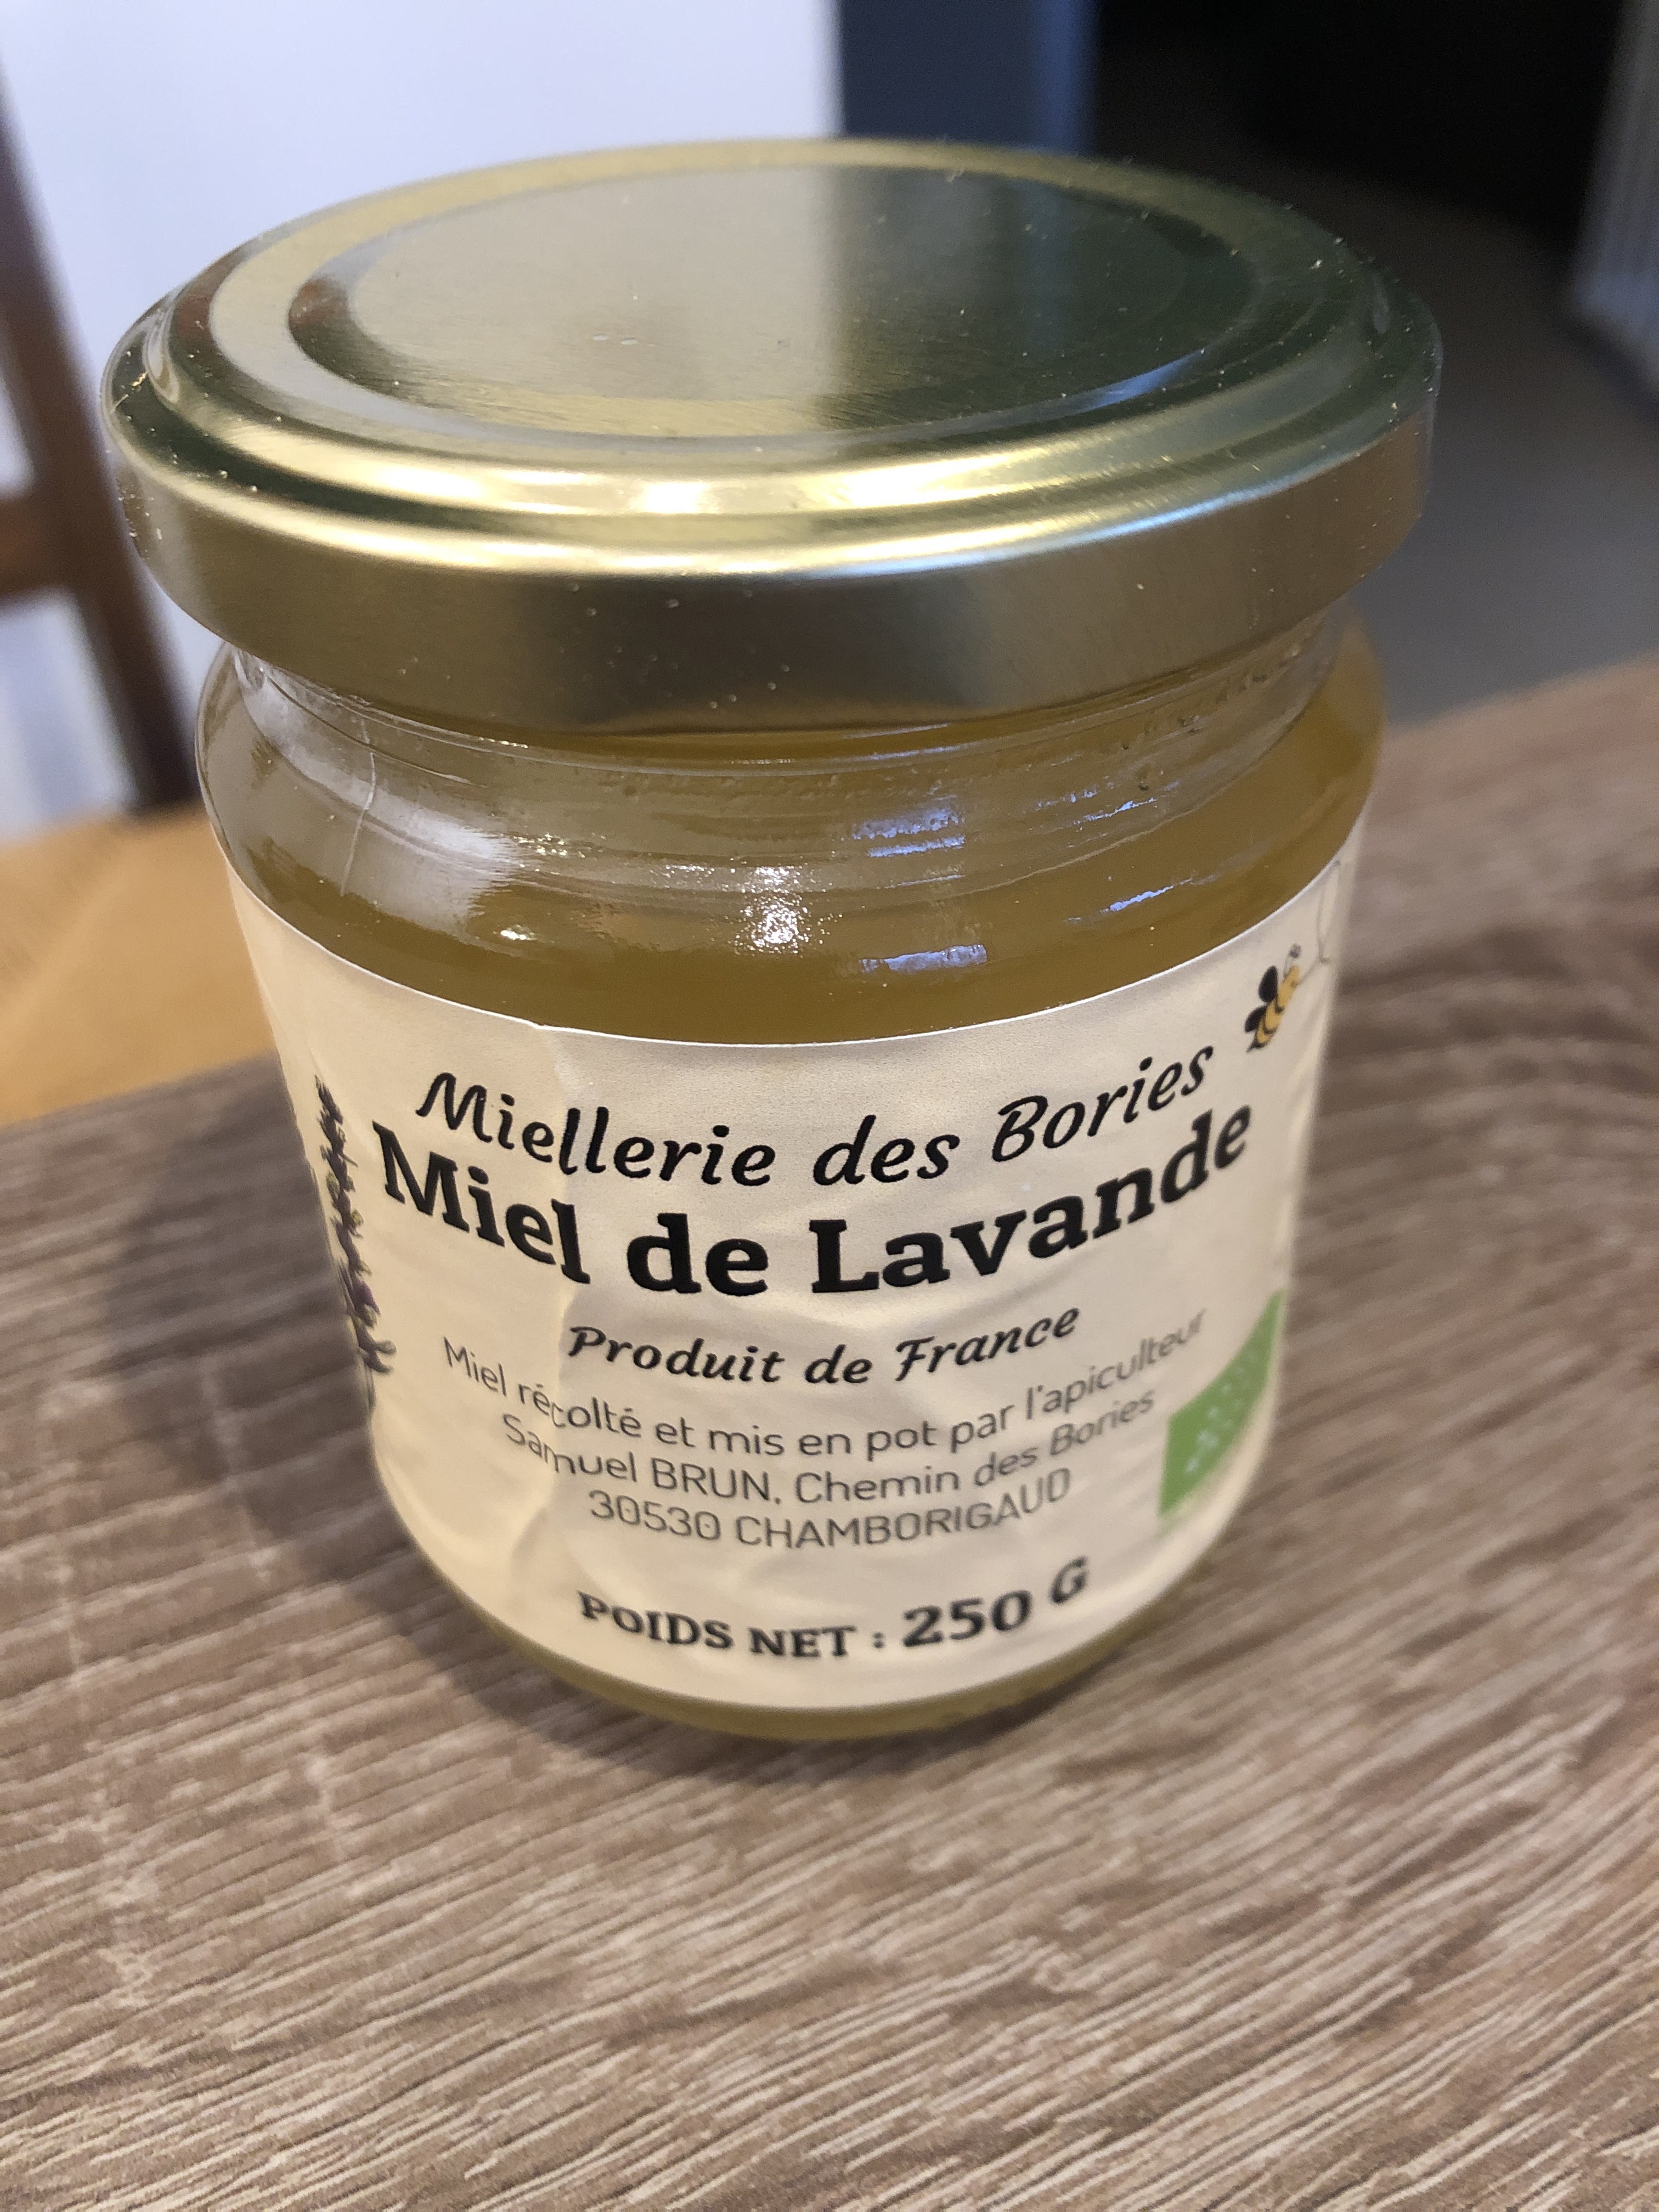 Miellerie des Bories
Miel de Lavande
Produit de France
Miel récolté et mis en pot par l'apiculteur
Samuel BRUN, Chemin des Bories
30530 CHAMBORIGAUD
POIDS NET : 250 G